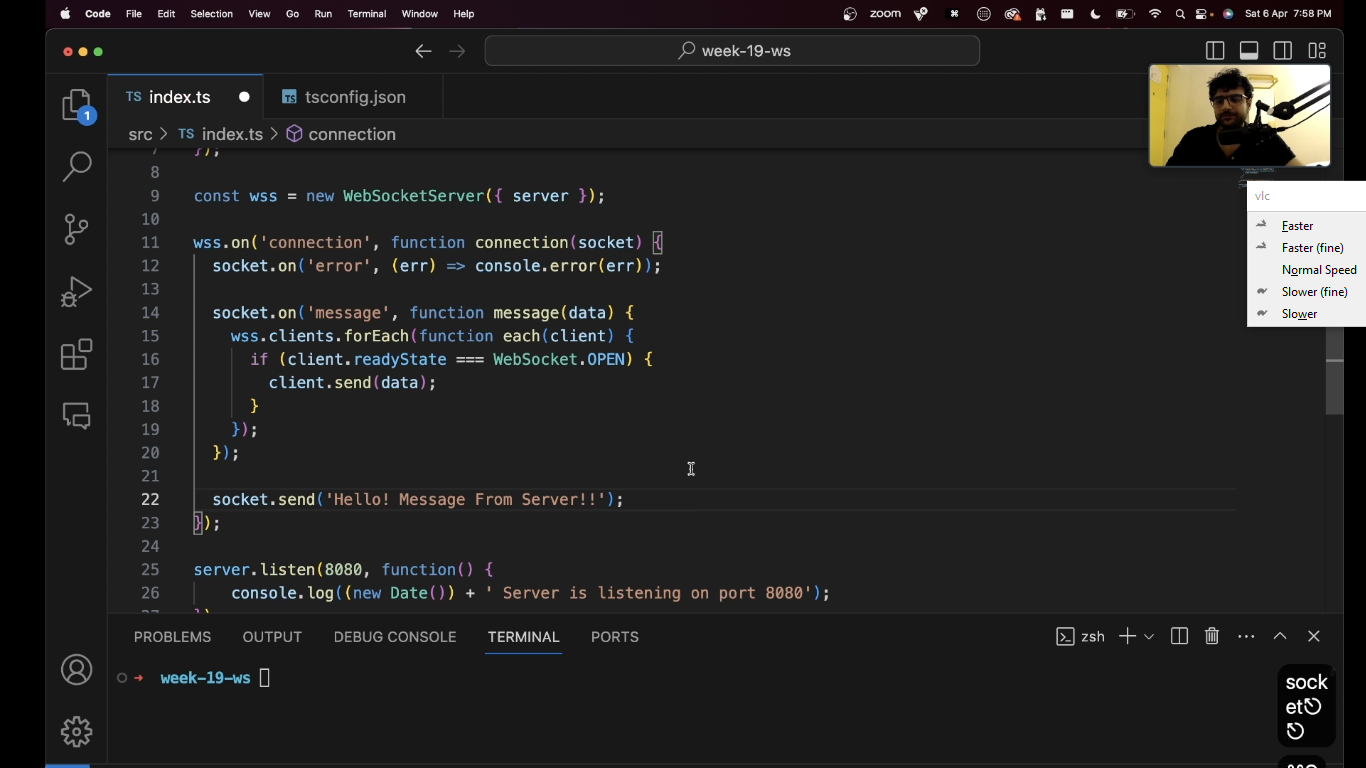 Code File Edit Selection View Go Run Terminal Window Help zoom Sat 6 Apr 7:58 PM
week-19-ws
TS index.ts TS tsconfig.json
src > TS index.ts > connection
1
7 });
8
9 const wss = new WebSocketServer({ server });
10
11 wss.on('connection', function connection(socket) {
12 socket.on('error', (err) => console.error(err));
13
14 socket.on('message', function message(data) {
15 wss.clients.forEach(function each(client) {
16 if (client.readyState === WebSocket.OPEN) {
17 client.send(data);
18 }
19 });
20 });
21
22 socket.send('Hello! Message From Server!!');
23 });
24
25 server.listen(8080, function() {
26 console.log((new Date()) + ' Server is listening on port 8080');
vlc
Faster
Faster (fine)
Normal Speed
Slower (fine)
Slower
PROBLEMS OUTPUT DEBUG CONSOLE TERMINAL PORTS zsh
→ week-19-ws
sock
et